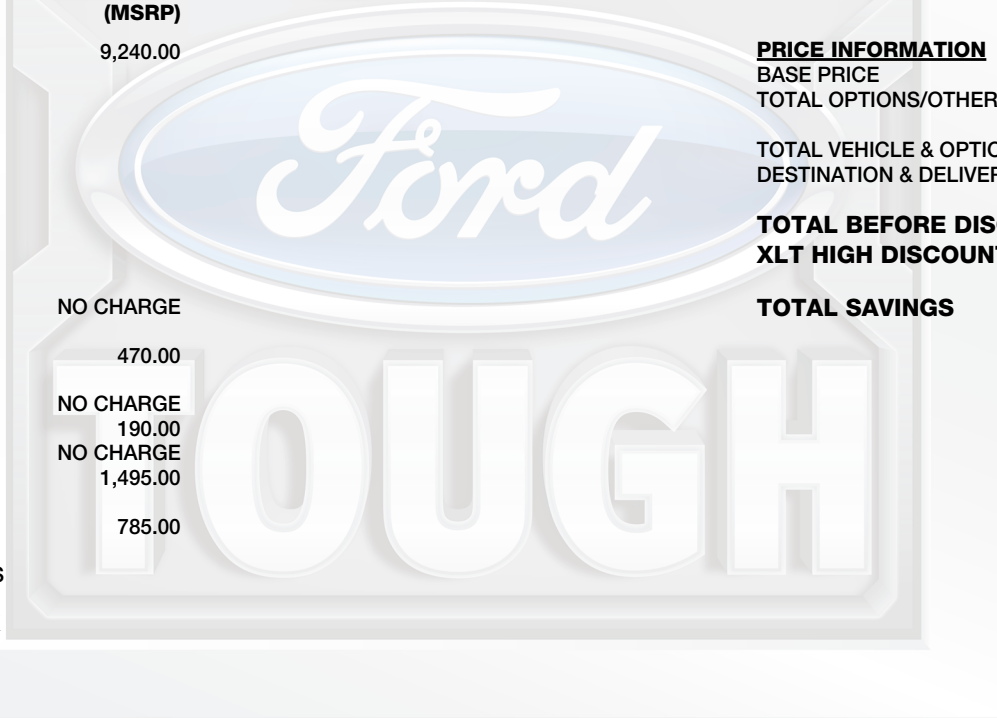 (MSRP)
9,240.00
NO CHARGE
470.00
NO CHARGE
190.00
NO CHARGE
1,495.00
785.00
S
PRICE INFORMATION
BASE PRICE
TOTAL OPTIONS/OTHER
TOTAL VEHICLE & OPTIO
DESTINATION & DELIVER
TOTAL BEFORE DIS
XLT HIGH DISCOUNT
TOTAL SAVINGS
Ford
TOUGH